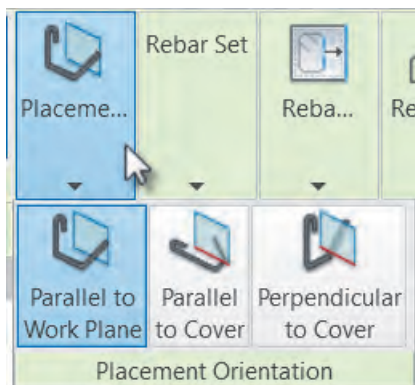 Rebar Set
Placeme...
Reba...
Re
Parallel to
Work Plane
Parallel
to Cover
Perpendicular
to Cover
Placement Orientation